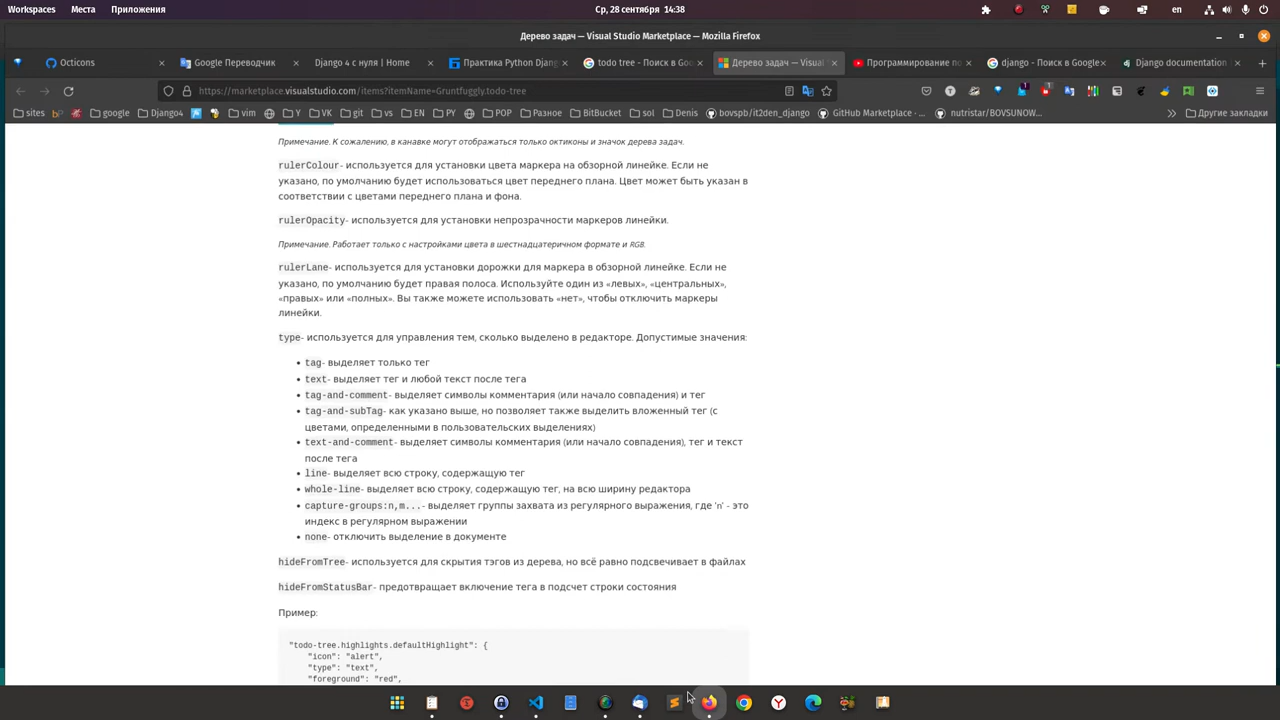 Workspaces Места Приложения Ср, 28 сентября 14:38 en
Дерево задач — Visual Studio Marketplace — Mozilla Firefox
Octicons Google Переводчик Django 4 с нуля | Home Практика Python Djang todo tree - Поиск в Goo Дерево задач — Visual Программирование по django - Поиск в Google Django documentation
https://marketplace.visualstudio.com/items?itemName=Gruntfuggly.todo-tree
sites google Django4 vim Y VK git vs EN PY POP Разное BitBucket sol Denis bovspb/it2den_django GitHub Marketplace ... nutristar/BOVSUNOW... Другие закладки
Примечание. К сожалению, в канавке могут отображаться только октиконы и значок дерева задач.
rulerColour- используется для установки цвета маркера на обзорной линейке. Если не
указано, по умолчанию будет использоваться цвет переднего плана. Цвет может быть указан в
соответствии с цветами переднего плана и фона.
rulerOpacity- используется для установки непрозрачности маркеров линейки.
Примечание. Работает только с настройками цвета в шестнадцатеричном формате и RGB.
rulerLane- используется для установки дорожки для маркера в обзорной линейке. Если не
указано, по умолчанию будет правая полоса. Используйте один из «левых», «центральных»,
«правых» или «полных». Вы также можете использовать «нет», чтобы отключить маркеры
линейки.
type- используется для управления тем, сколько выделено в редакторе. Допустимые значения:
• tag- выделяет только тег
• text- выделяет тег и любой текст после тега
• tag-and-comment- выделяет символы комментария (или начало совпадения) и тег
• tag-and-subTag- как указано выше, но позволяет также выделить вложенный тег (с
цветами, определенными в пользовательских выделениях)
• text-and-comment- выделяет символы комментария (или начало совпадения), тег и текст
после тега
• line- выделяет всю строку, содержащую тег
• whole-line- выделяет всю строку, содержащую тег, на всю ширину редактора
• capture-groups:n,m...- выделяет группы захвата из регулярного выражения, где 'n' - это
индекс в регулярном выражении
• none- отключить выделение в документе
hideFromTree- используется для скрытия тэгов из дерева, но всё равно подсвечивает в файлах
hideFromStatusBar- предотвращает включение тега в подсчет строки состояния
Пример:
"todo-tree.highlights.defaultHighlight": {
"icon": "alert",
"type": "text",
"foreground": "red",